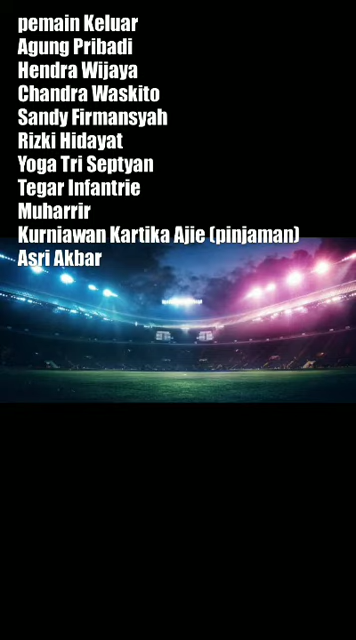 pemain Keluar
Agung Pribadi
Hendra Wijaya
Chandra Waskito
Sandy Firmansyah
Rizki Hidayat
Yoga Tri Septyan
Tegar Infantrie
Muharrir
Kurniawan Kartika Ajie (pinjaman)
Asri Akbar